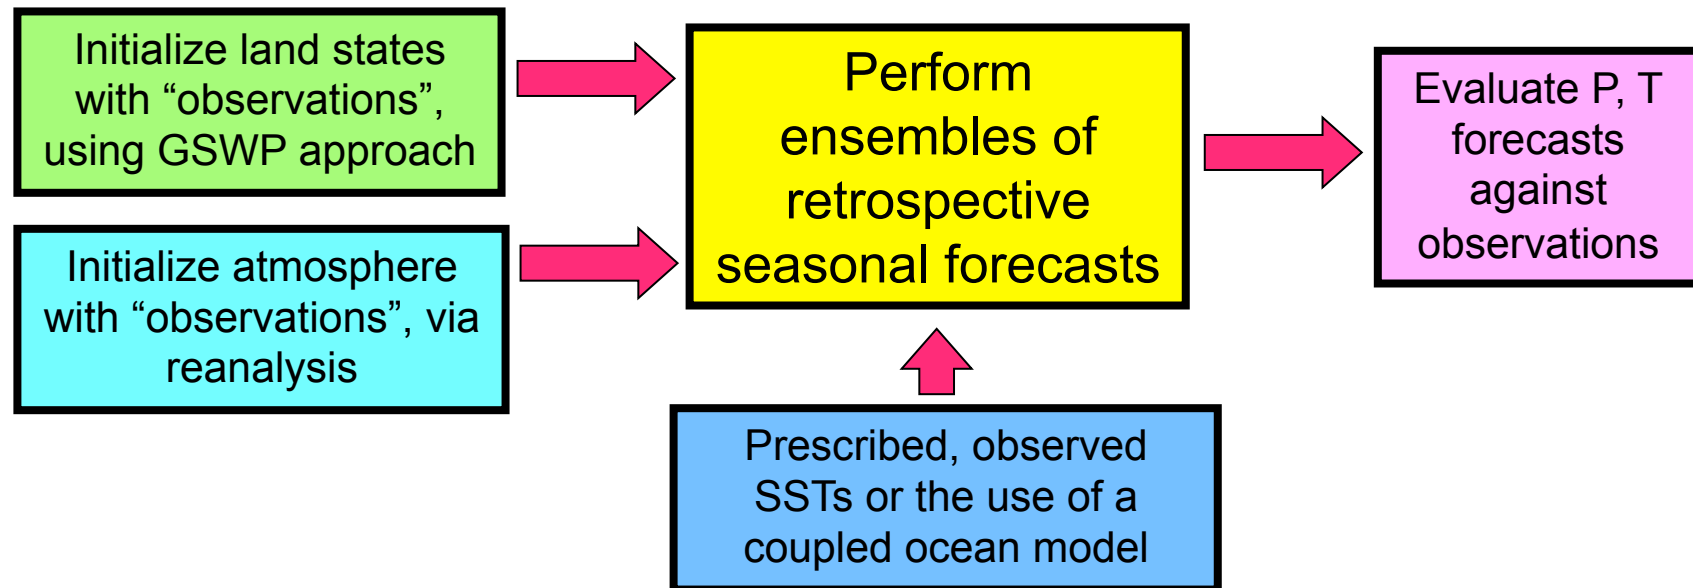 Initialize land states
with “observations”,
using GSWP approach
Initialize atmosphere
with “observations”, via
reanalysis
Perform
ensembles of
retrospective
seasonal forecasts
Prescribed, observed
SSTs or the use of a
coupled ocean model
Evaluate P, T
forecasts
against
observations